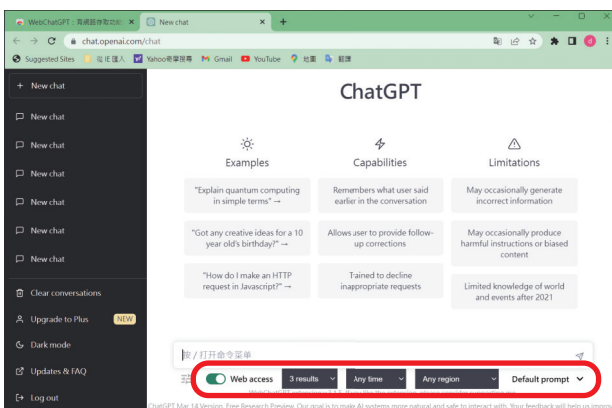 WebChatGPT：有網路存取功能
New chat
chat.openai.com/chat
Suggested Sites
從 IE 匯入
Yahoo奇摩搜尋
Gmail
YouTube
地圖
翻譯
New chat
New chat
New chat
New chat
New chat
New chat
New chat
Clear conversations
Upgrade to Plus
NEW
Dark mode
Updates & FAQ
Log out
ChatGPT
Examples
Capabilities
Limitations
"Explain quantum computing
in simple terms" →
Remembers what user said
earlier in the conversation
May occasionally generate
incorrect information
"Got any creative ideas for a 10
year old's birthday?" →
Allows user to provide follow-
up corrections
May occasionally produce
harmful instructions or biased
content
"How do I make an HTTP
request in Javascript?" →
Trained to decline
inappropriate requests
Limited knowledge of world
and events after 2021
按 / 打开命令菜单
Web access
3 results
Any time
Any region
Default prompt
ChatGPT Mar 14 Version. Free Research Preview. Our goal is to make AI systems more natural and safe to interact with. Your feedback will help us improve